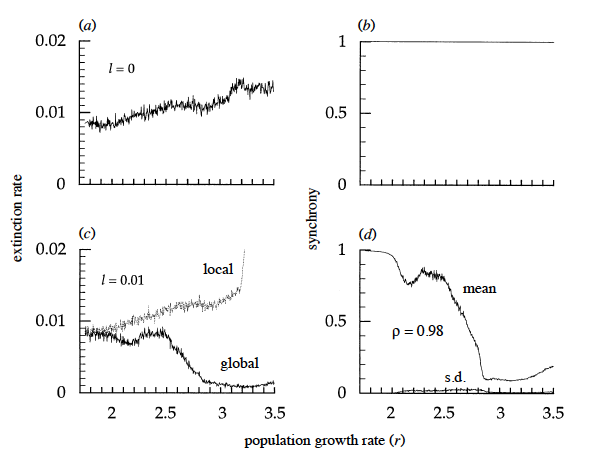 (a)
(b)
0.02
0.01
0
l = 0
1
0.5
0
extinction rate
synchrony
(c)
(d)
0.02
0.01
0
l = 0.01
local
global
1
0.5
0
mean
ρ = 0.98
s.d.
2 2.5 3 3.5
2 2.5 3 3.5
population growth rate (r)